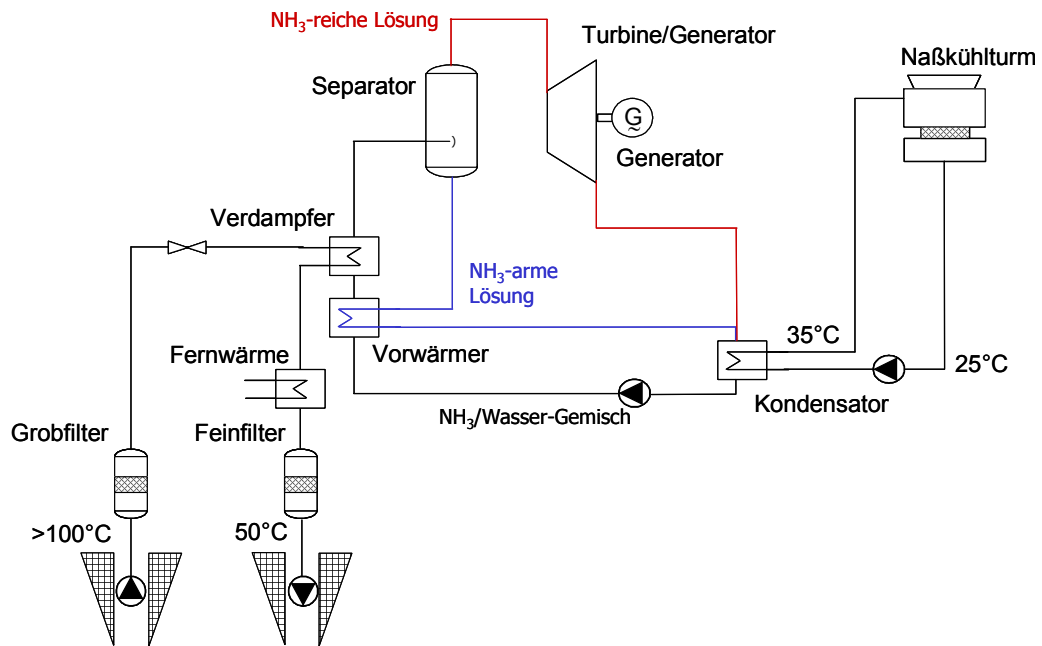 NH₃-reiche Lösung
Turbine/Generator
Naßkühlturm
Separator
G
~
Generator
Verdampfer
NH₃-arme
Lösung
35°C
Fernwärme
Vorwärmer
25°C
Kondensator
NH₃/Wasser-Gemisch
Grobfilter
Feinfilter
>100°C
50°C